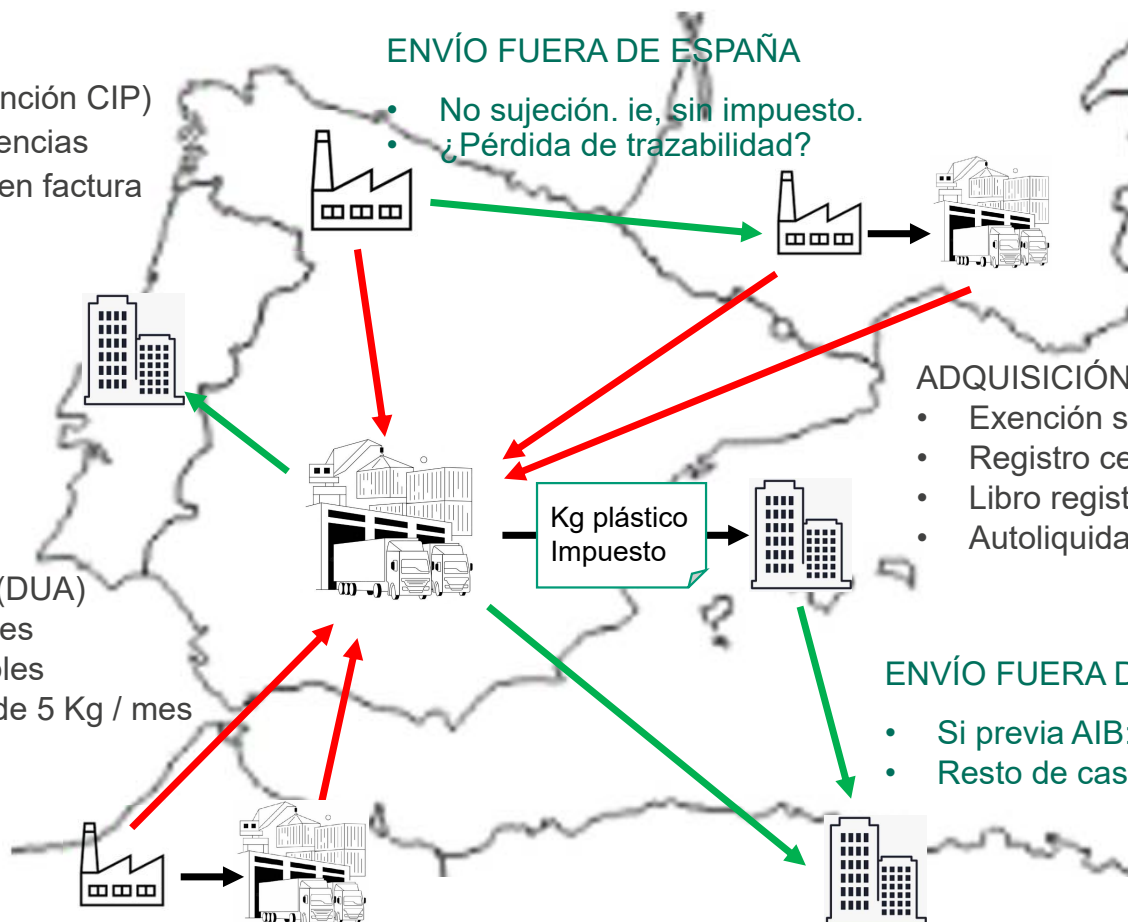 ENVÍO FUERA DE ESPAÑA
• No sujeción. ie, sin impuesto.
• ¿Pérdida de trazabilidad?
nción CIP)
encias
en factura
ADQUISICIÓN
• Exención s
• Registro ce
• Libro regist
• Autoliquida
Kg plástico
Impuesto
(DUA)
es
bles
de 5 Kg / mes
ENVÍO FUERA D
• Si previa AIB:
• Resto de cas